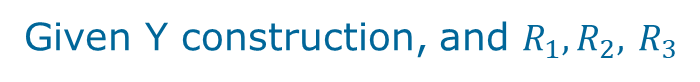 Given Y construction, and R₁, R₂, R₃